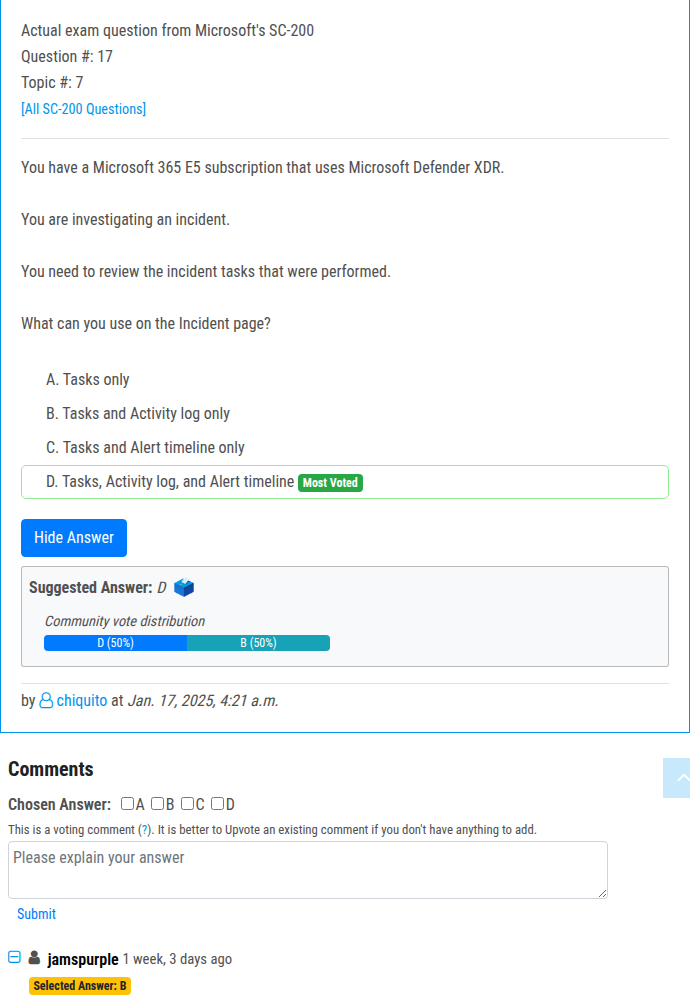 Actual exam question from Microsoft's SC-200
Question #: 17
Topic #: 7
[All SC-200 Questions]
You have a Microsoft 365 E5 subscription that uses Microsoft Defender XDR.
You are investigating an incident.
You need to review the incident tasks that were performed.
What can you use on the Incident page?
A. Tasks only
B. Tasks and Activity log only
C. Tasks and Alert timeline only
D. Tasks, Activity log, and Alert timeline Most Voted
Hide Answer
Suggested Answer: D
Community vote distribution
D (50%) B (50%)
by chiquito at Jan. 17, 2025, 4:21 a.m.
Comments
Chosen Answer: A B C D
This is a voting comment (?). It is better to Upvote an existing comment if you don't have anything to add.
Please explain your answer
Submit
jamspurple 1 week, 3 days ago
Selected Answer: B